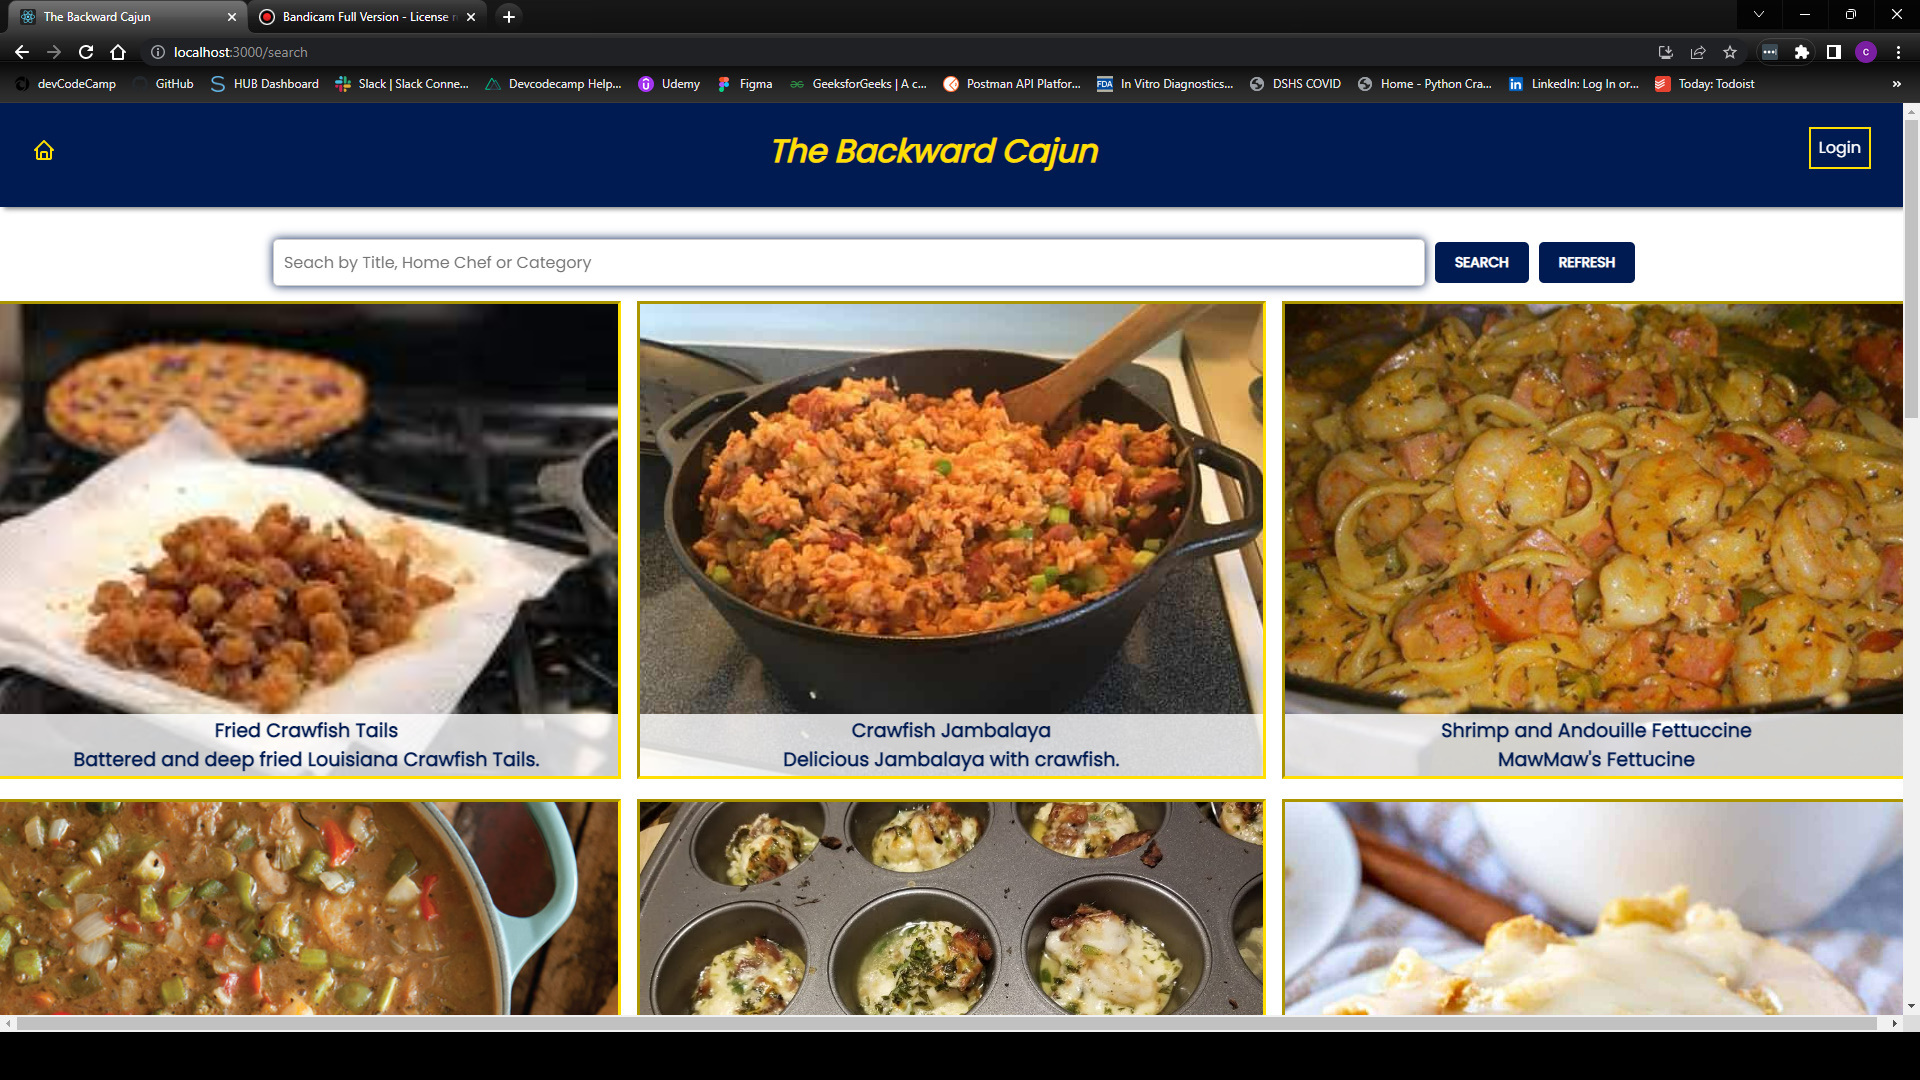 The Backward Cajun
Bandicam Full Version - License
localhost:3000/search
c
devCodeCamp
GitHub
HUB Dashboard
Slack | Slack Conne...
Devcodecamp Help...
Udemy
Figma
GeeksforGeeks | A c...
Postman API Platfor...
FDA
In Vitro Diagnostics...
DSHS COVID
Home - Python Cra...
in
LinkedIn: Log In or...
Today: Todoist
»
The Backward Cajun
Login
Seach by Title, Home Chef or Category
SEARCH
REFRESH
Fried Crawfish Tails
Battered and deep fried Louisiana Crawfish Tails.
Crawfish Jambalaya
Delicious Jambalaya with crawfish.
Shrimp and Andouille Fettuccine
MawMaw's Fettucine